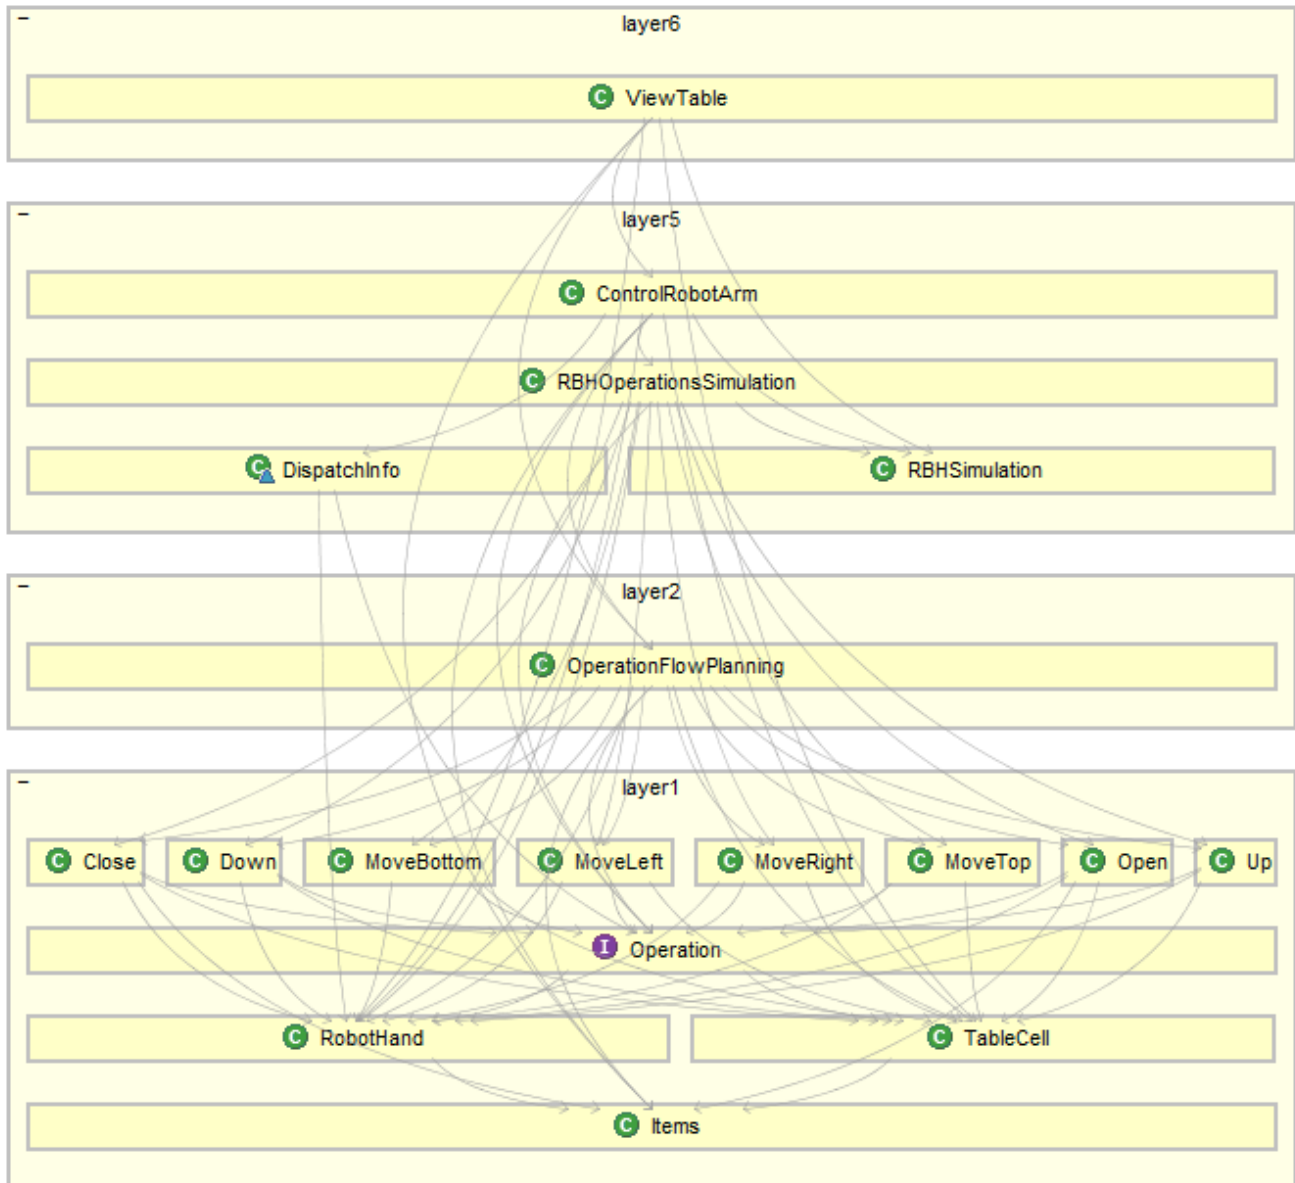 layer6
C ViewTable
layer5
C ControlRobotArm
C RBHOperationsSimulation
C DispatchInfo C RBHSimulation
layer2
C OperationFlowPlanning
layer1
C Close C Down C MoveBottom C MoveLeft C MoveRight C MoveTop C Open C Up
I Operation
C RobotHand C TableCell
C Items